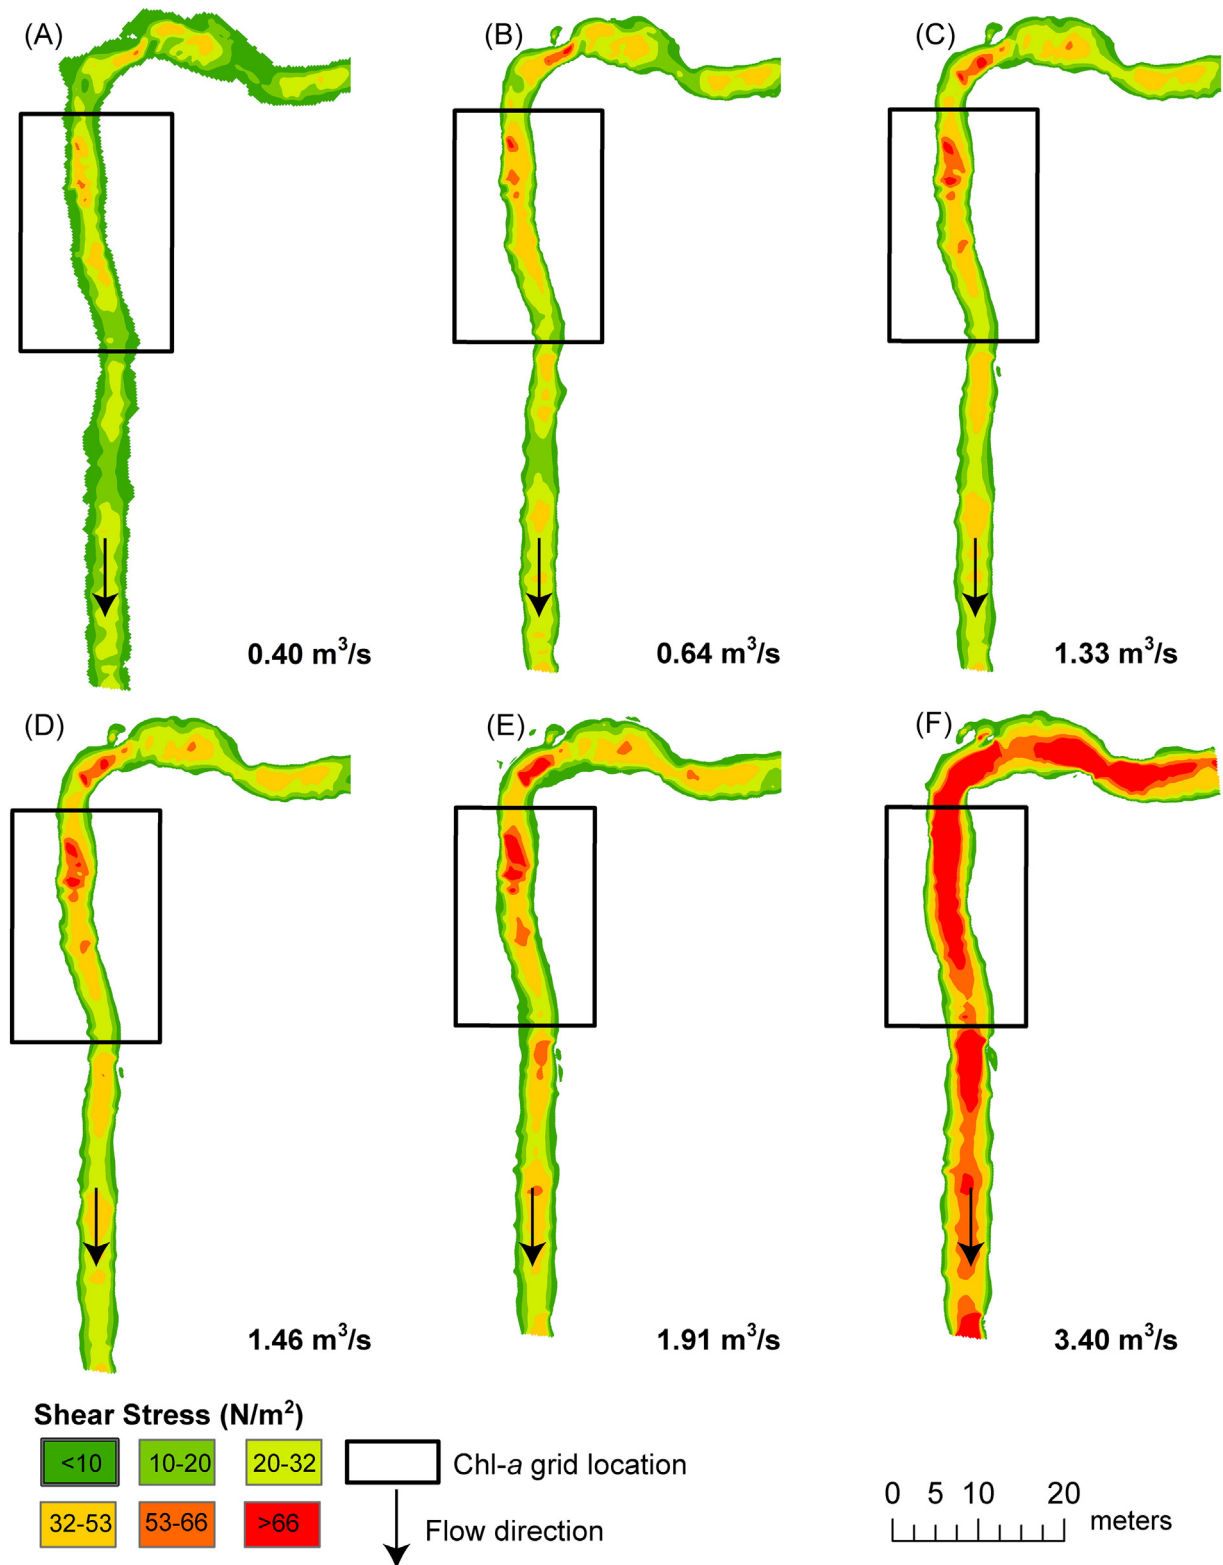 (A)
(B)
(C)
0.40 m³/s
0.64 m³/s
1.33 m³/s
(D)
(E)
(F)
1.46 m³/s
1.91 m³/s
3.40 m³/s
Shear Stress (N/m²)
<10 10-20 20-32
32-53 53-66 >66
Chl-a grid location
Flow direction
0 5 10 20
meters